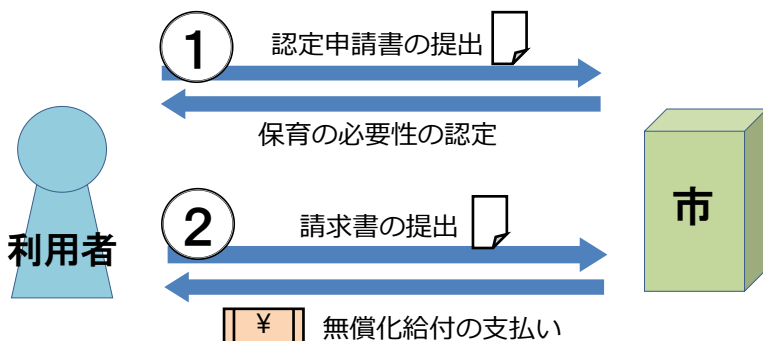 ① 認定申請書の提出
保育の必要性の認定
利用者
市
② 請求書の提出
¥ 無償化給付の支払い